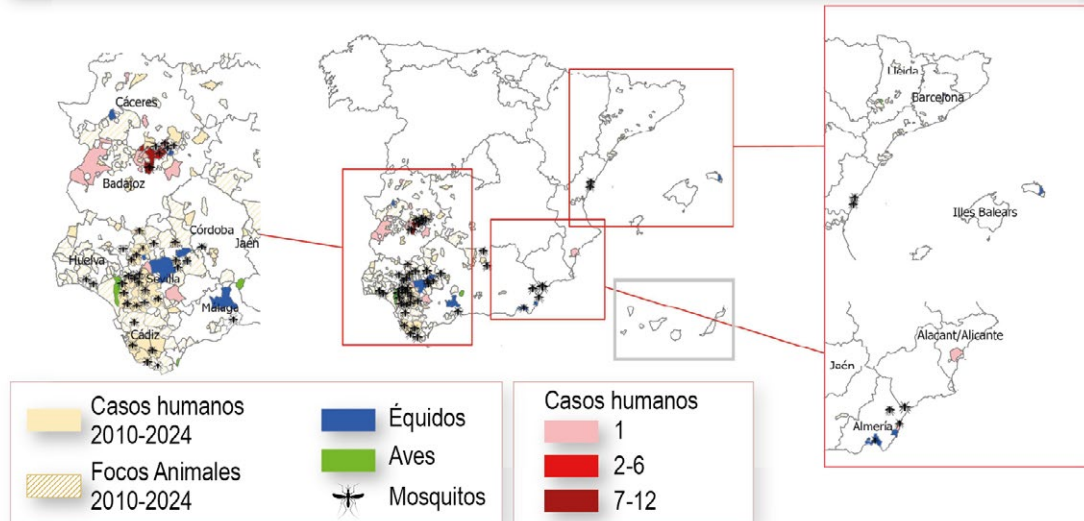 Cáceres
Badajoz
Córdoba
Jaén
Huelva
Sevilla
Málaga
Cádiz
Lleida
Barcelona
Illes Balears
Alacant/Alicante
Jaén
Almería
Casos humanos
2010-2024
Focos Animales
2010-2024
Équidos
Aves
Mosquitos
Casos humanos
1
2-6
7-12